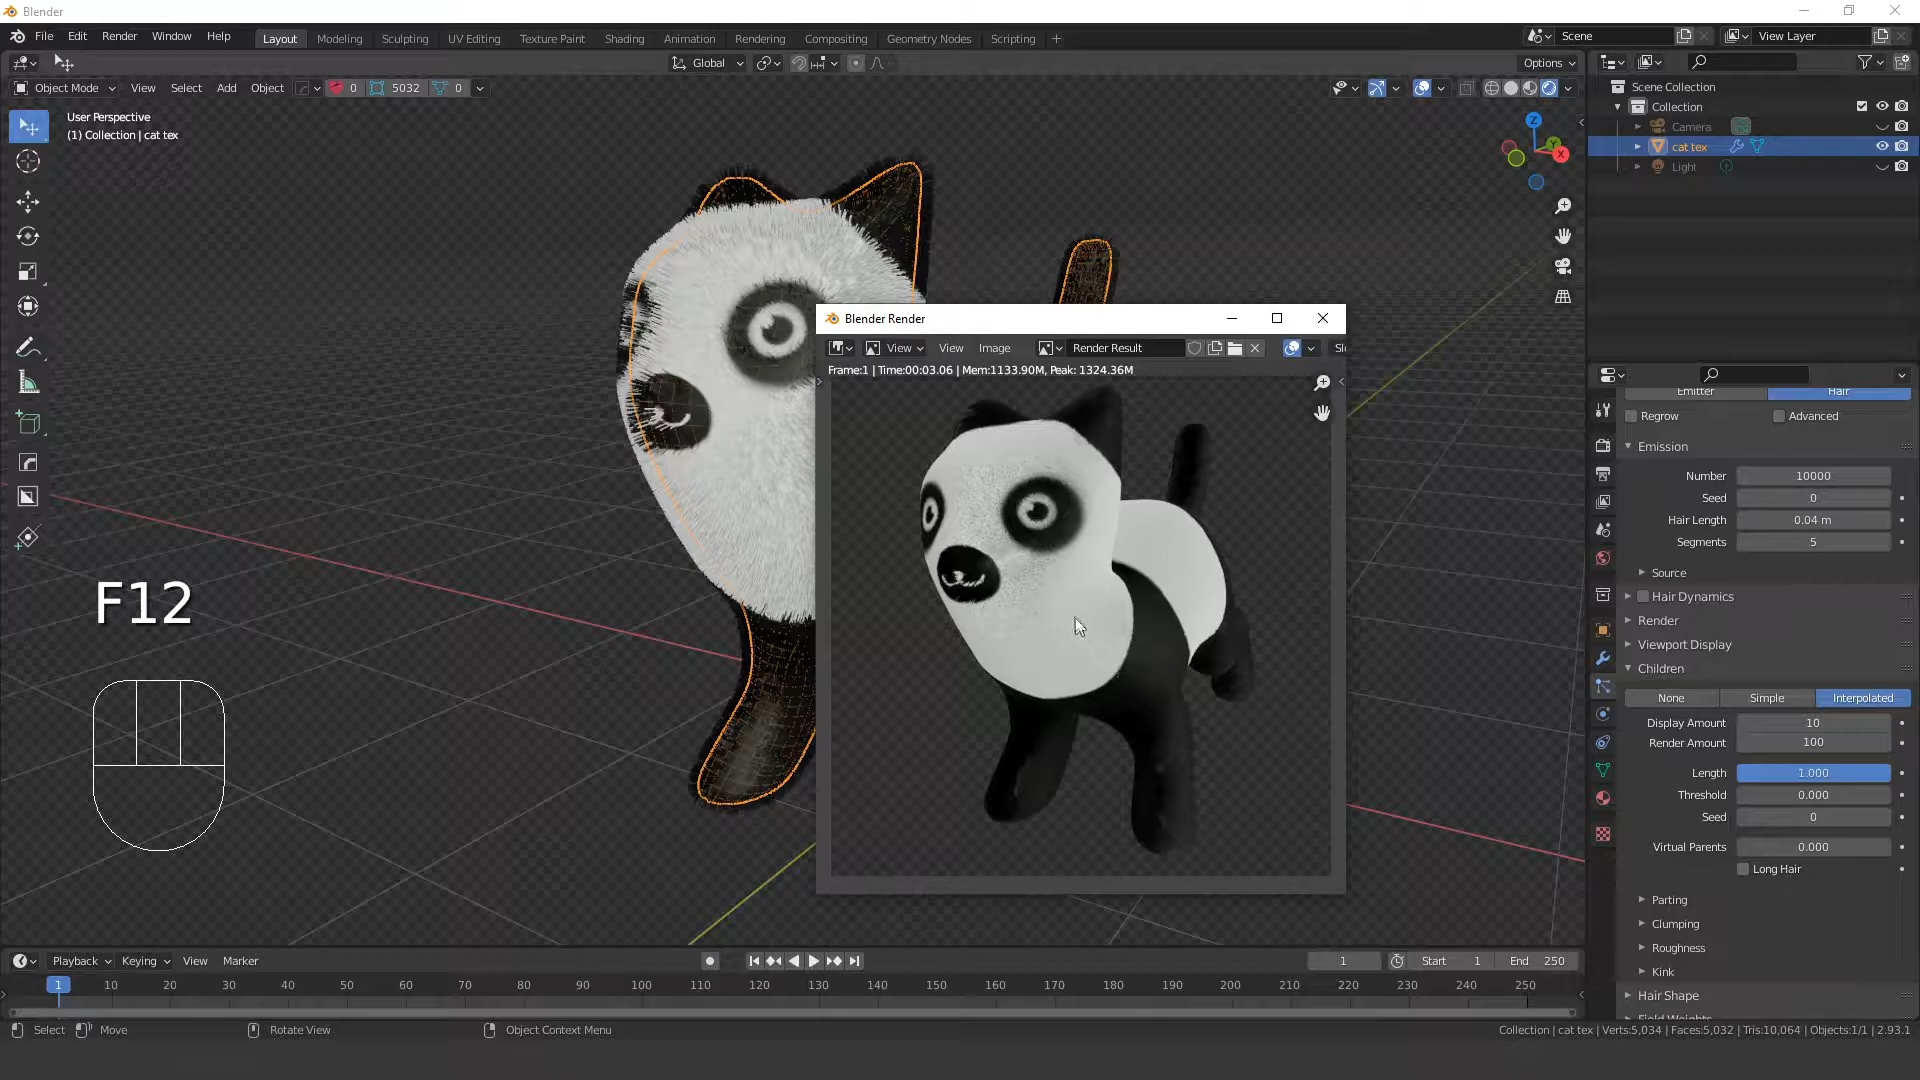 Blender
File Edit Render Window Help
Layout Modeling Sculpting UV Editing Texture Paint Shading Animation Rendering Compositing Geometry Nodes Scripting +
Scene
View Layer
Global
Options
Object Mode View Select Add Object 0 5032 0
User Perspective
(1) Collection | cat tex
Z
Y
X
Scene Collection
Collection
Camera
cat tex
Light
Blender Render
View View Image Render Result
Frame:1 | Time:00:03.06 | Mem:1133.90M, Peak: 1324.36M
F12
Emitter Hair
Regrow Advanced
Emission
Number 10000
Seed 0
Hair Length 0.04 m
Segments 5
Source
Hair Dynamics
Render
Viewport Display
Children
None Simple Interpolated
Display Amount 10
Render Amount 100
Length 1.000
Threshold 0.000
Seed 0
Virtual Parents 0.000
Long Hair
Parting
Clumping
Roughness
Kink
Hair Shape
Field Weights
Playback Keying View Marker
1 Start 1 End 250
1 10 20 30 40 50 60 70 80 90 100 110 120 130 140 150 160 170 180 190 200 210 220 230 240 250
Select Move Rotate View Object Context Menu
Collection | cat tex | Verts:5,034 | Faces:5,032 | Tris:10,064 | Objects:1/1 | 2.93.1